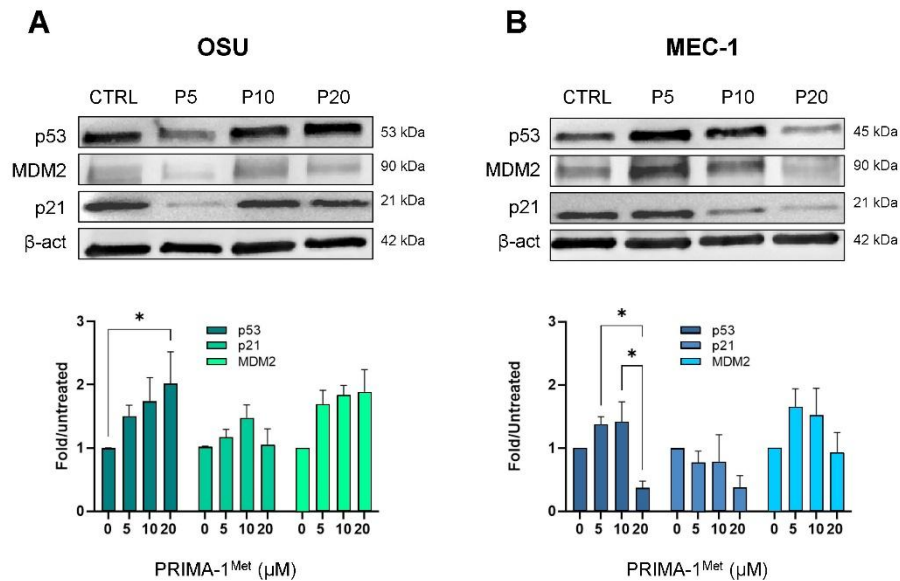 A
OSU
CTRL P5 P10 P20
p53 53 kDa
MDM2 90 kDa
p21 21 kDa
β-act 42 kDa
3
2
1
0
Fold/untreated
*
p53
p21
MDM2
0 5 10 20 0 5 10 20 0 5 10 20
PRIMA-1ᴹᵉᵗ (µM)
B
MEC-1
CTRL P5 P10 P20
p53 45 kDa
MDM2 90 kDa
p21 21 kDa
β-act 42 kDa
3
2
1
0
Fold/Untreated
*
*
p53
p21
MDM2
0 5 10 20 0 5 10 20 0 5 10 20
PRIMA-1ᴹᵉᵗ (µM)